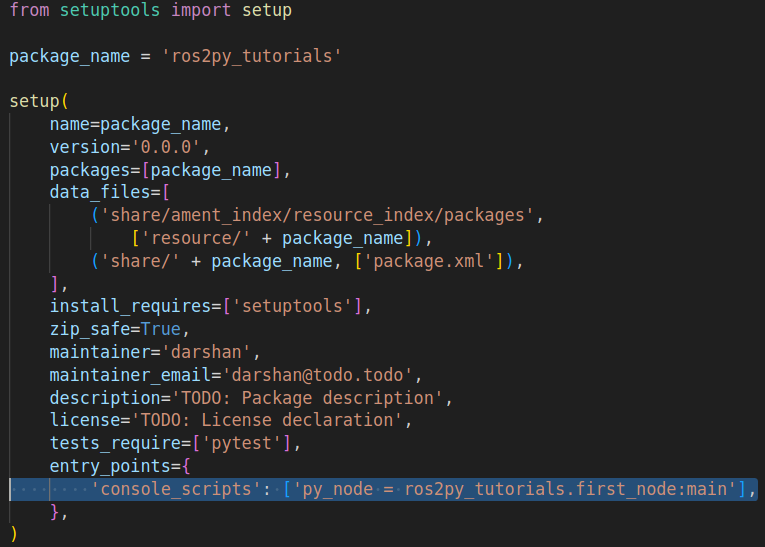 from setuptools import setup
package_name = 'ros2py_tutorials'
setup(
name=package_name,
version='0.0.0',
packages=[package_name],
data_files=[
('share/ament_index/resource_index/packages',
['resource/' + package_name]),
('share/' + package_name, ['package.xml']),
],
install_requires=['setuptools'],
zip_safe=True,
maintainer='darshan',
maintainer_email='darshan@todo.todo',
description='TODO: Package description',
license='TODO: License declaration',
tests_require=['pytest'],
entry_points={
'console_scripts': ['py_node = ros2py_tutorials.first_node:main'],
},
)